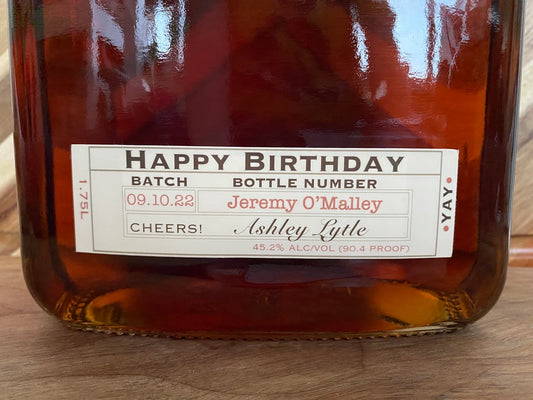 HAPPY BIRTHDAY
BATCH BOTTLE NUMBER
09.10.22 Jeremy O'Malley
CHEERS! Ashley Lytle
45.2% ALC/VOL (90.4 PROOF)
1.75L
•YAY•